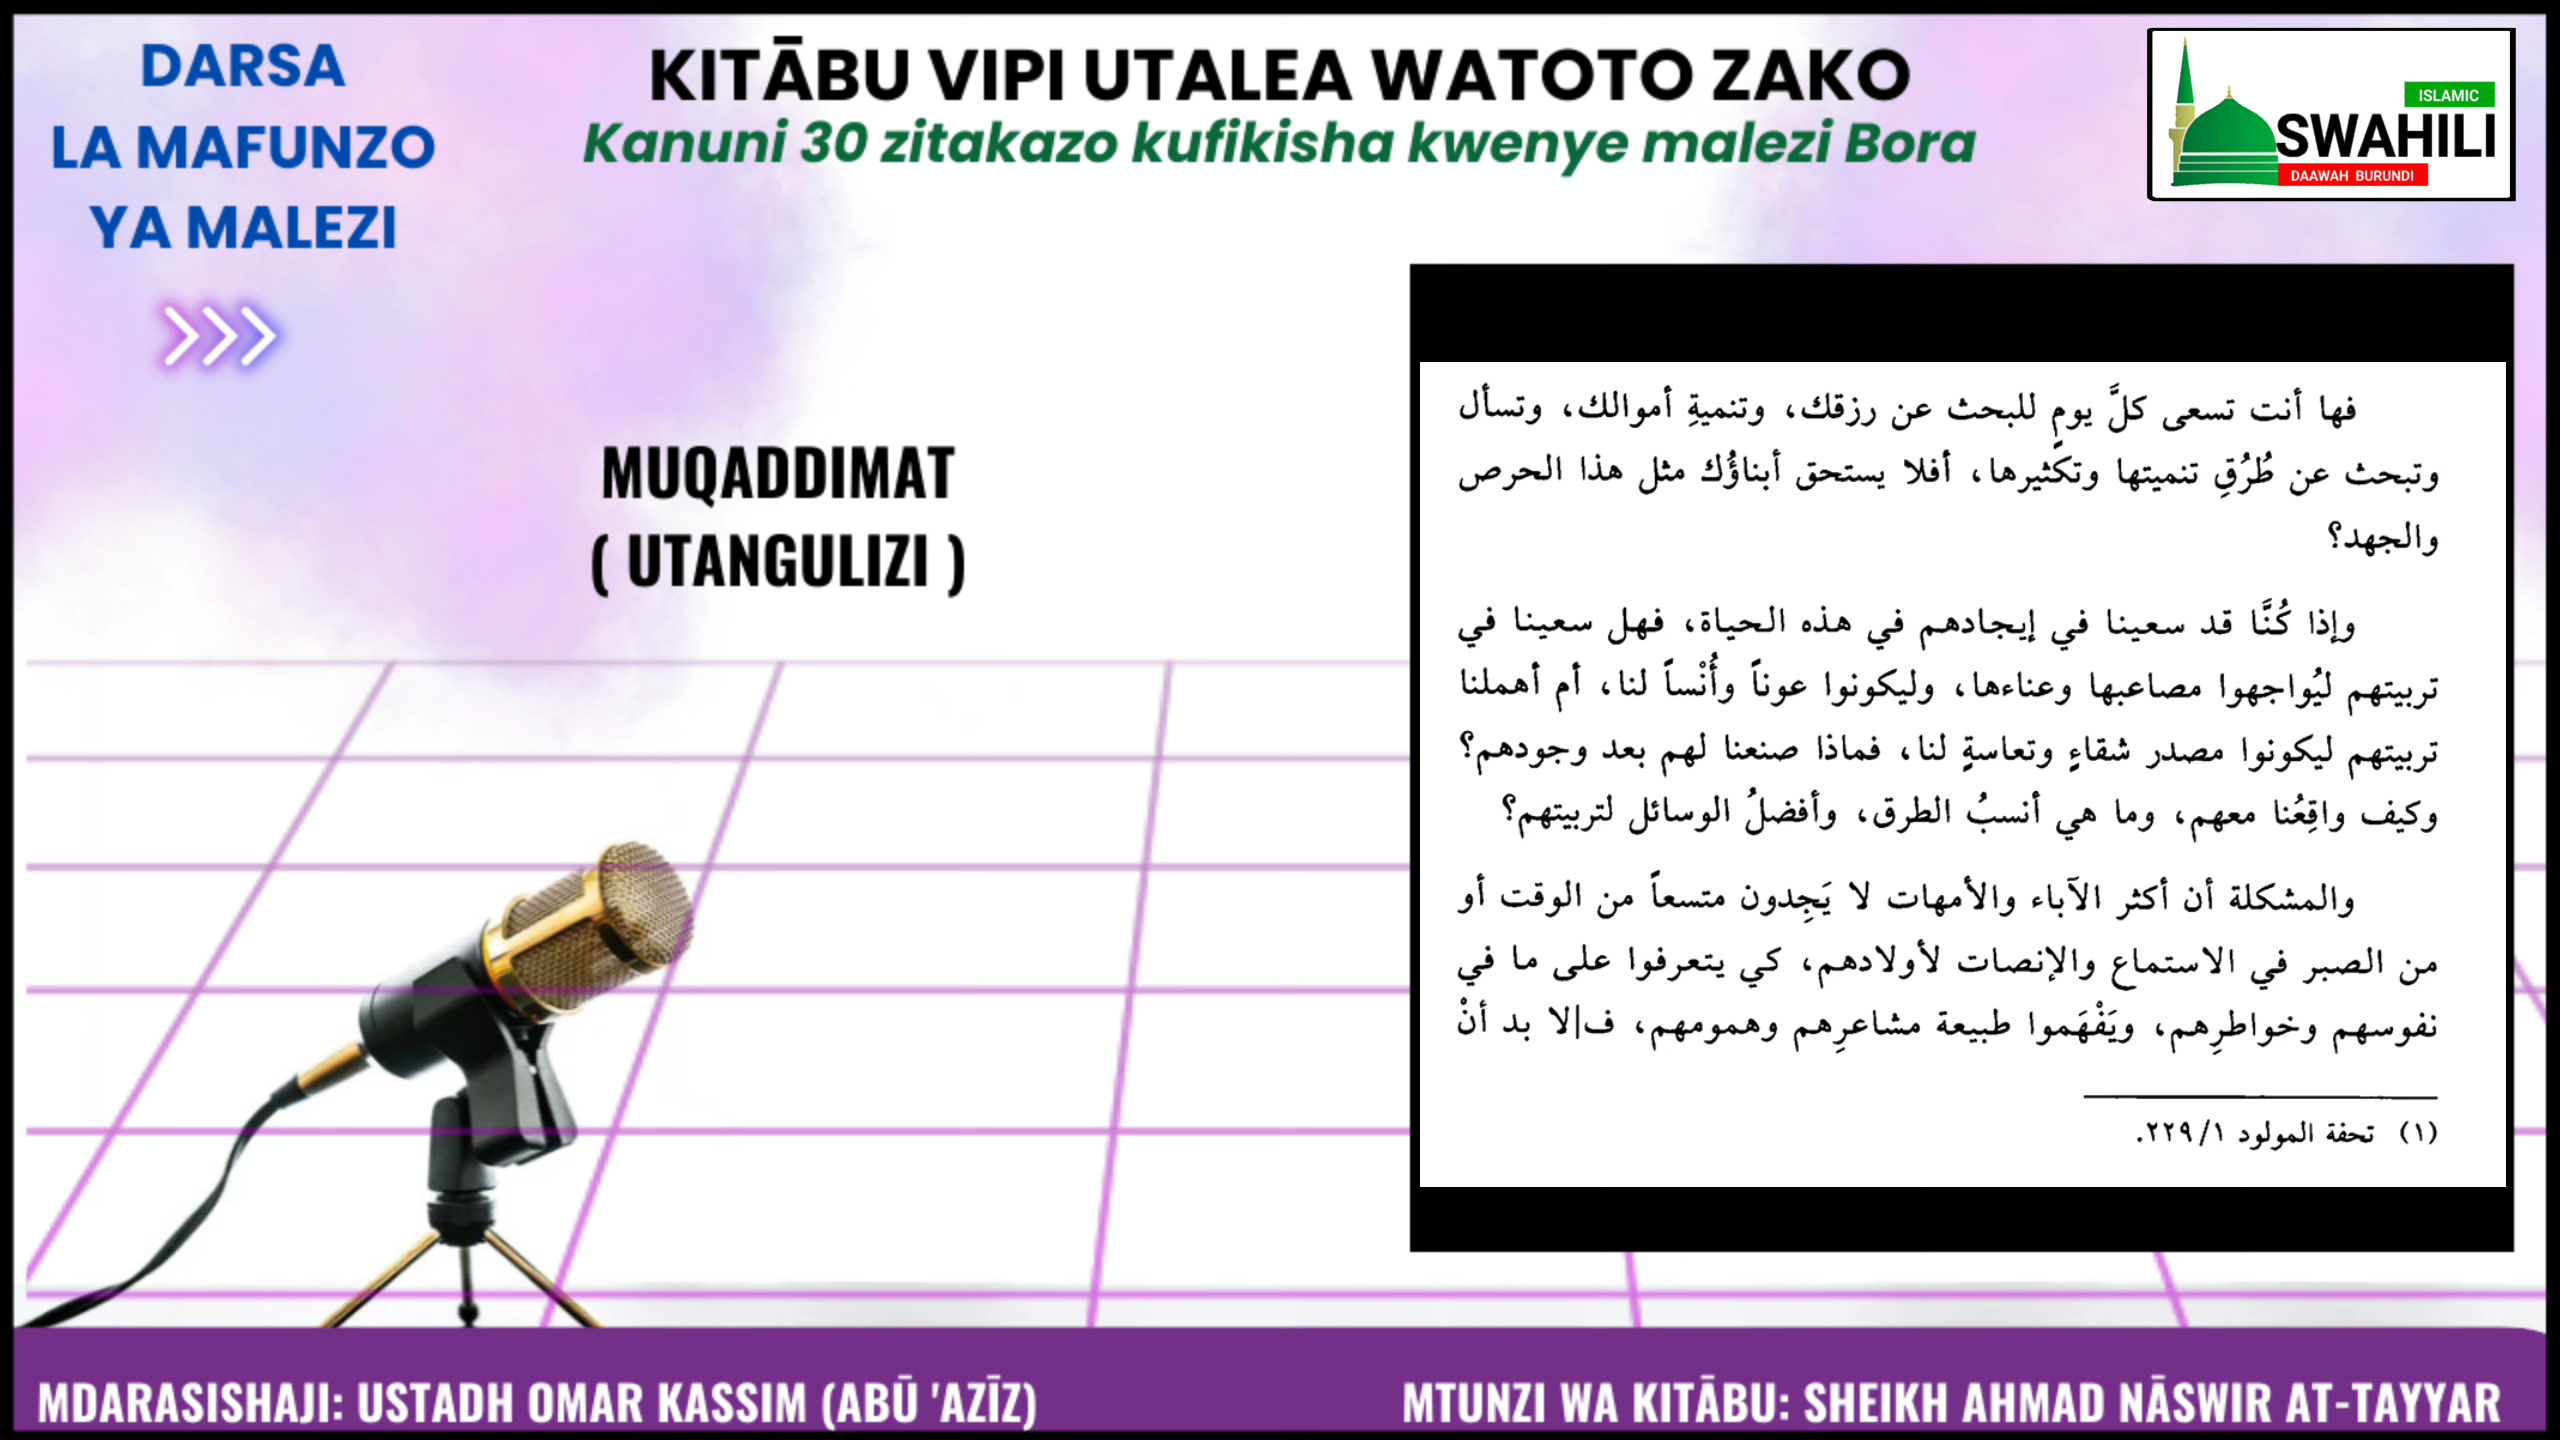 DARSA
LA MAFUNZO
YA MALEZI
KITĀBU VIPI UTALEA WATOTO ZAKO
Kanuni 30 zitakazo kufikisha kwenye malezi Bora
ISLAMIC
SWAHILI
DAAWAH BURUNDI
MUQADDIMAT
( UTANGULIZI )
فها أنت تسعى كلَّ يومٍ للبحث عن رزقك، وتنميةِ أموالك، وتسأل
وتبحث عن طُرُقِ تنميتها وتكثيرها، أفلا يستحق أبناؤُك مثل هذا الحرص
والجهد؟
وإذا كُنَّا قد سعينا في إيجادهم في هذه الحياة، فهل سعينا في
تربيتهم ليُواجهوا مصاعبها وعناءها، وليكونوا عوناً وأُنْساً لنا، أم أهملنا
تربيتهم ليكونوا مصدر شقاءٍ وتعاسةٍ لنا، فماذا صنعنا لهم بعد وجودهم؟
وكيف واقِعُنا معهم، وما هي أنسبُ الطرق، وأفضلُ الوسائل لتربيتهم؟
والمشكلة أن أكثر الآباء والأمهات لا يَجِدون متسعاً من الوقت أو
من الصبر في الاستماع والإنصات لأولادهم، كي يتعرفوا على ما في
نفوسهم وخواطرِهم، ويَفْهَموا طبيعة مشاعرِهم وهمومهم، ف|لا بد أنْ
(١) تحفة المولود ١/ ٢٢٩.
MDARASISHAJI: USTADH OMAR KASSIM (ABŪ 'AZĪZ)
MTUNZI WA KITĀBU: SHEIKH AHMAD NĀSWIR AT-TAYYAR